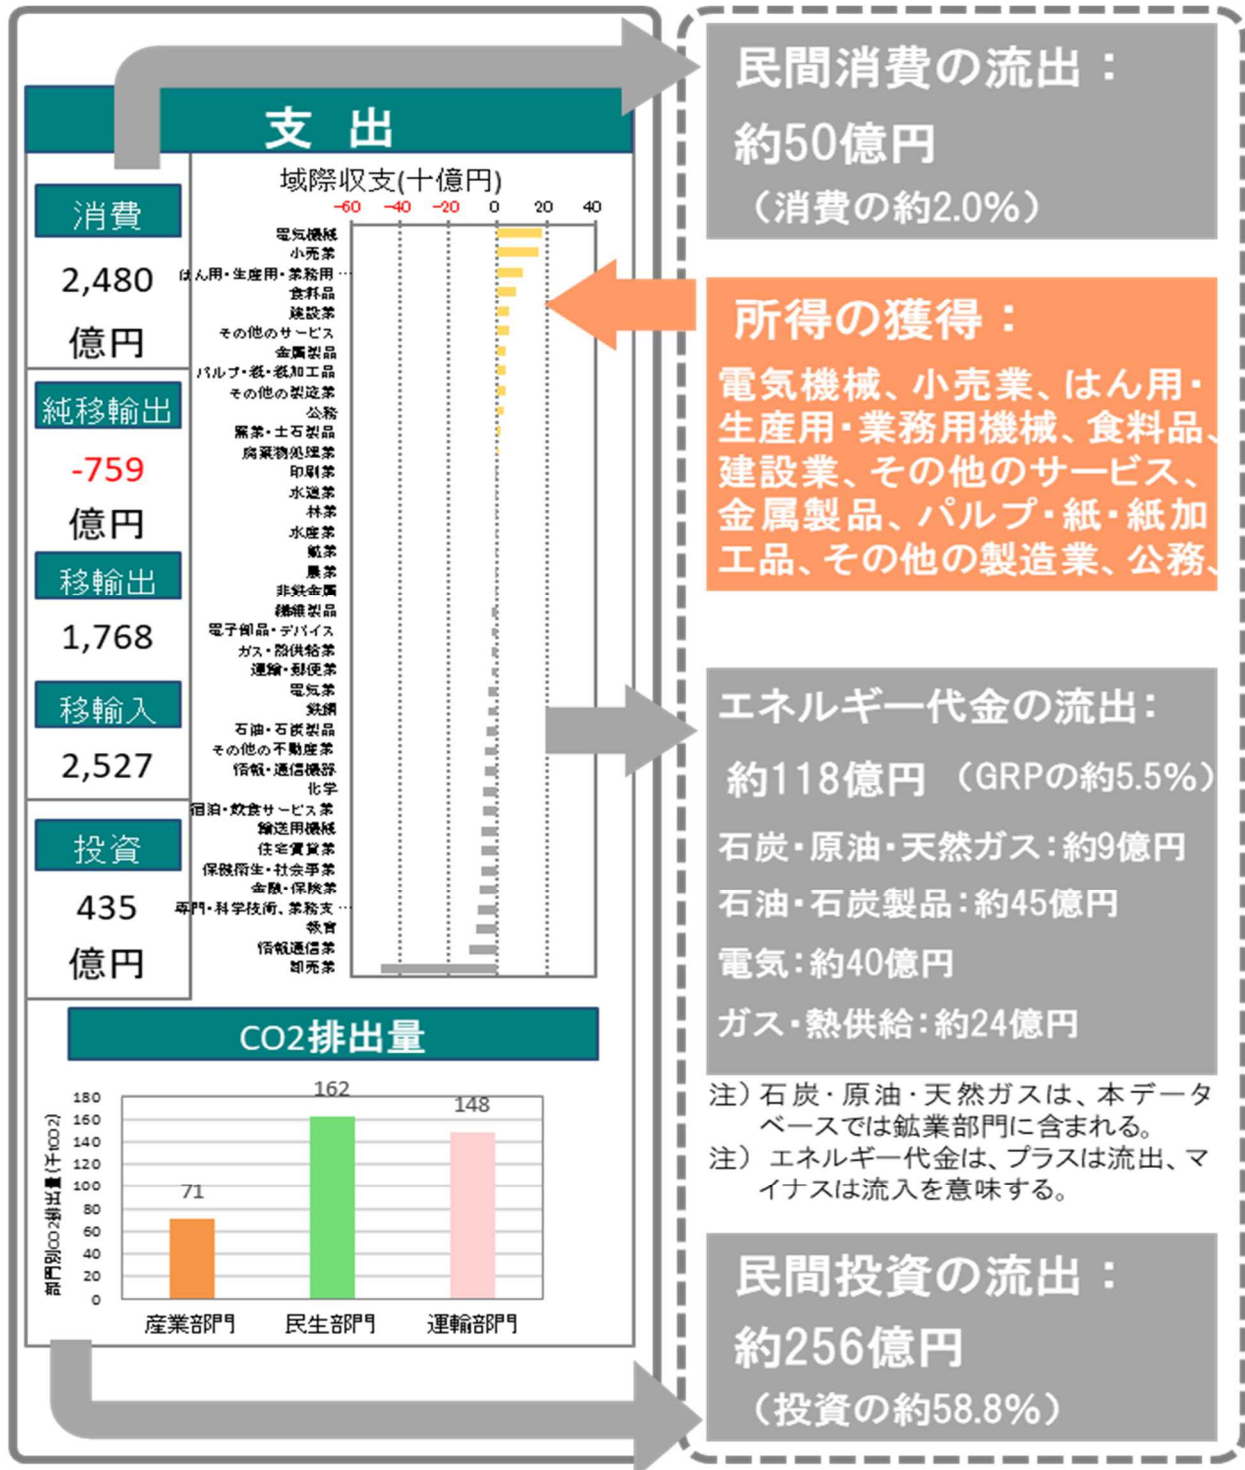 支 出
消費
2,480
億円
純移輸出
-759
億円
移輸出
1,768
移輸入
2,527
投資
435
億円
域際収支(十億円)
-60 -40 -20 0 20 40
電気機械
小売業
はん用・生産用・業務用…
食料品
建設業
その他のサービス
金属製品
パルプ・紙・紙加工品
その他の製造業
公務
窯業・土石製品
廃棄物処理業
印刷業
水道業
林業
水産業
鉱業
農業
非鉄金属
繊維製品
電子部品・デバイス
ガス・熱供給業
運輸・郵便業
電気業
鉄鋼
石油・石炭製品
その他の不動産業
情報・通信機器
化学
宿泊・飲食サービス業
輸送用機械
住宅賃貸業
保健衛生・社会事業
金融・保険業
専門・科学技術、業務支…
教育
情報通信業
卸売業
CO2排出量
部門別CO2排出量(千tCO2)
180
160
140
120
100
80
60
40
20
0
71
162
148
産業部門
民生部門
運輸部門
民間消費の流出：
約50億円
（消費の約2.0%）
所得の獲得：
電気機械、小売業、はん用・
生産用・業務用機械、食料品、
建設業、その他のサービス、
金属製品、パルプ・紙・紙加
工品、その他の製造業、公務、
エネルギー代金の流出：
約118億円 （GRPの約5.5%）
石炭・原油・天然ガス：約9億円
石油・石炭製品：約45億円
電気：約40億円
ガス・熱供給：約24億円
注）石炭・原油・天然ガスは、本データ
ベースでは鉱業部門に含まれる。
注） エネルギー代金は、プラスは流出、マ
イナスは流入を意味する。
民間投資の流出：
約256億円
（投資の約58.8%）